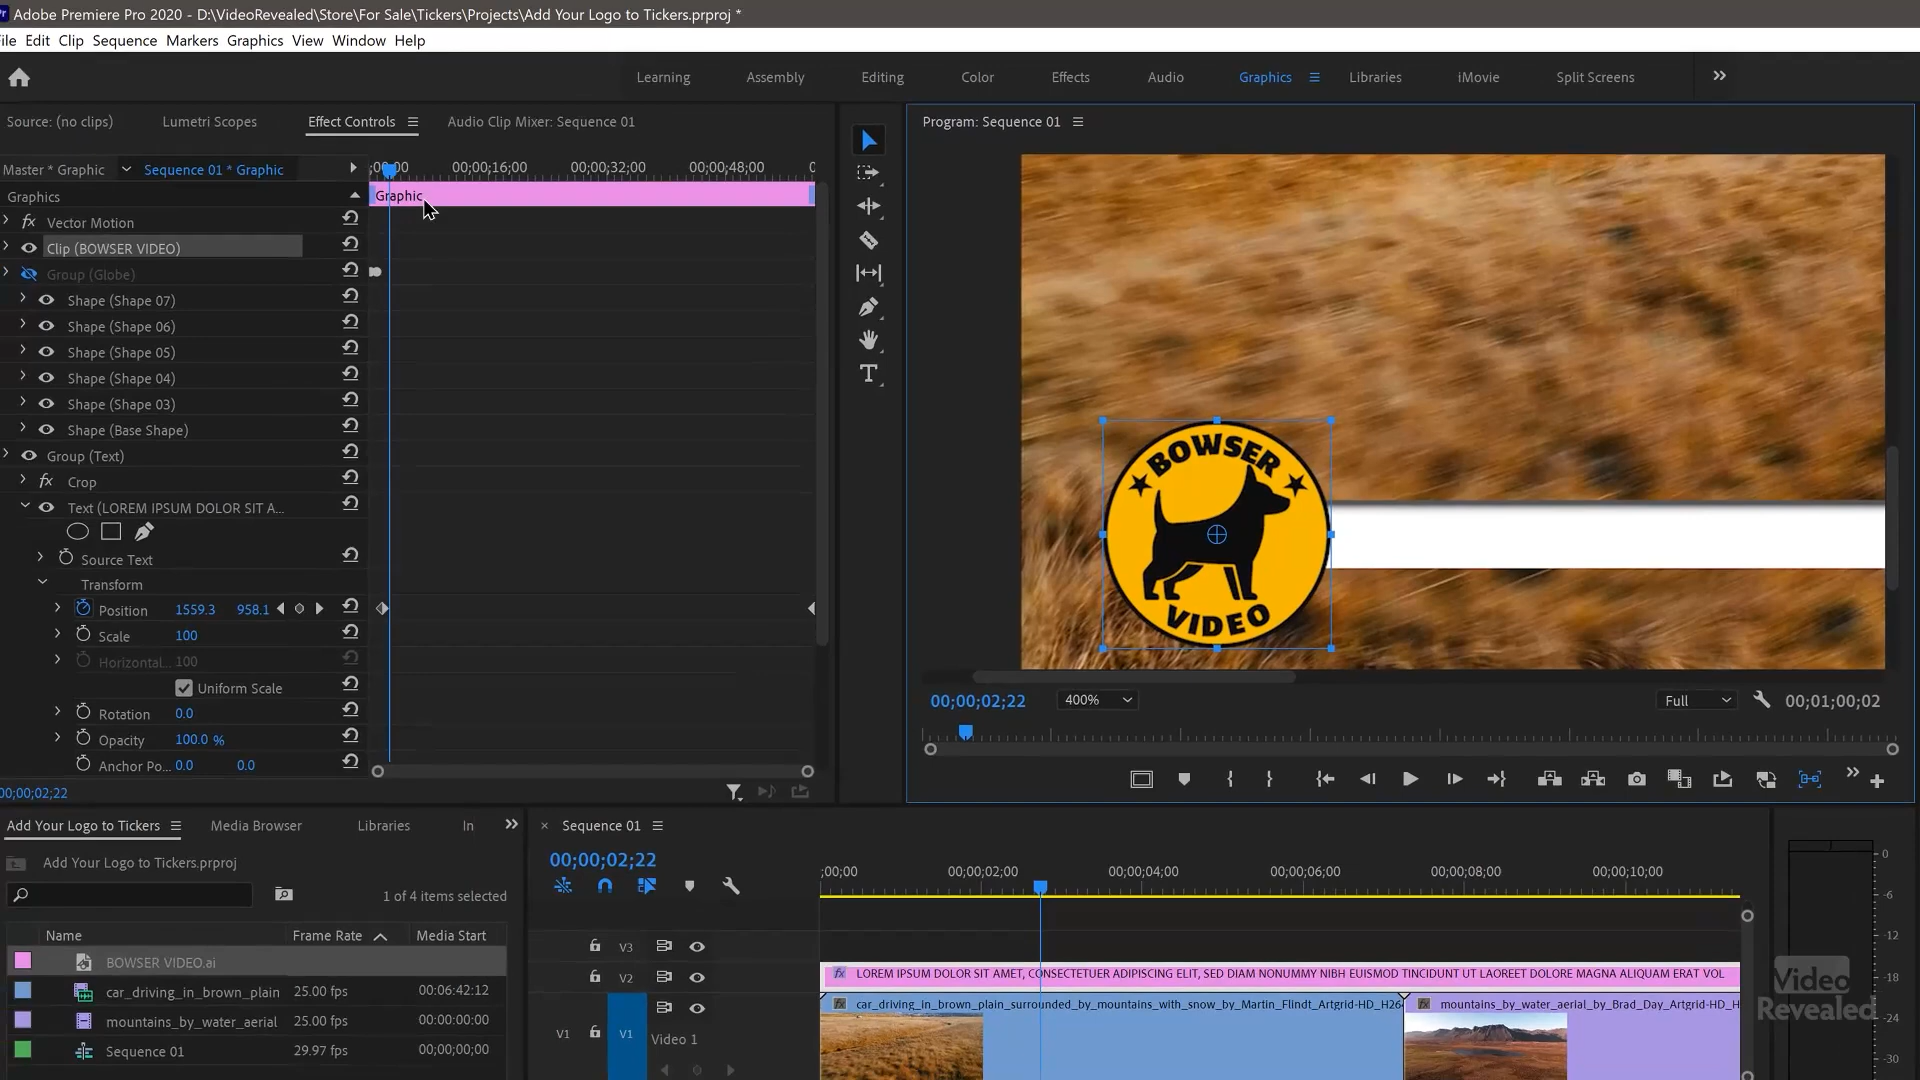 Adobe Premiere Pro 2020 - D:\VideoRevealed\Store\For Sale\Tickers\Projects\Add Your Logo to Tickers.prproj *
File Edit Clip Sequence Markers Graphics View Window Help
Learning Assembly Editing Color Effects Audio Graphics Libraries iMovie Split Screens
Source: (no clips) Lumetri Scopes Effect Controls Audio Clip Mixer: Sequence 01
Program: Sequence 01
Master * Graphic Sequence 01 * Graphic
;00;00 00;00;16;00 00;00;32;00 00;00;48;00 0
Graphics
Graphic
Vector Motion
Clip (BOWSER VIDEO)
Group (Globe)
Shape (Shape 07)
Shape (Shape 06)
Shape (Shape 05)
Shape (Shape 04)
Shape (Shape 03)
Shape (Base Shape)
Group (Text)
Crop
Text (LOREM IPSUM DOLOR SIT A...
Source Text
Transform
Position 1559.3 958.1
Scale 100
Horizontal... 100
Uniform Scale
Rotation 0.0
Opacity 100.0 %
Anchor Po... 0.0 0.0
00;00;02;22
BOWSER
VIDEO
00;00;02;22 400% Full 00;01;00;02
Add Your Logo to Tickers Media Browser Libraries In
Add Your Logo to Tickers.prproj
1 of 4 items selected
Name Frame Rate Media Start
BOWSER VIDEO.ai
car_driving_in_brown_plain 25.00 fps 00:06:42:12
mountains_by_water_aerial 25.00 fps 00:00:00:00
Sequence 01 29.97 fps 00;00;00;00
Sequence 01
00;00;02;22
;00;00 00;00;02;00 00;00;04;00 00;00;06;00 00;00;08;00 00;00;10;00
V3
V2
LOREM IPSUM DOLOR SIT AMET, CONSECTETUER ADIPISCING ELIT, SED DIAM NONUMMY NIBH EUISMOD TINCIDUNT UT LAOREET DOLORE MAGNA ALIQUAM ERAT VOL
car_driving_in_brown_plain_surrounded_by_mountains_with_snow_by_Martin_Flindt_Artgrid-HD_H26
mountains_by_water_aerial_by_Brad_Day_Artgrid-HD_H
V1 V1 Video 1
0
-6
-12
-18
-24
-30
Video
Revealed